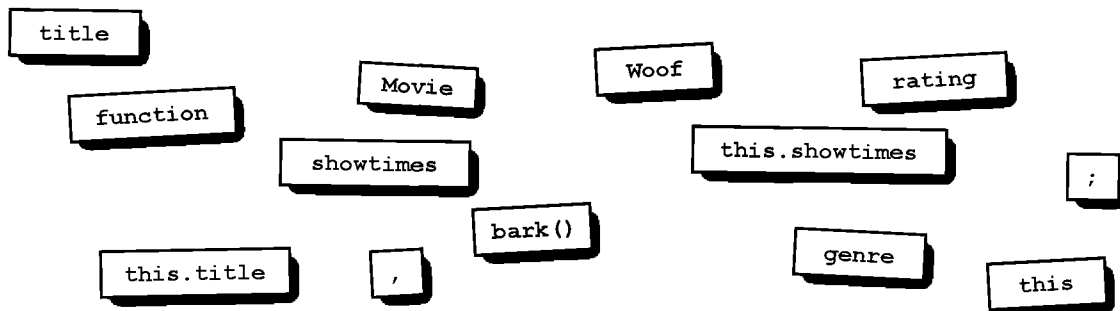 title
Movie
Woof
rating
function
showtimes
this.showtimes
;
bark()
this.title
,
genre
this